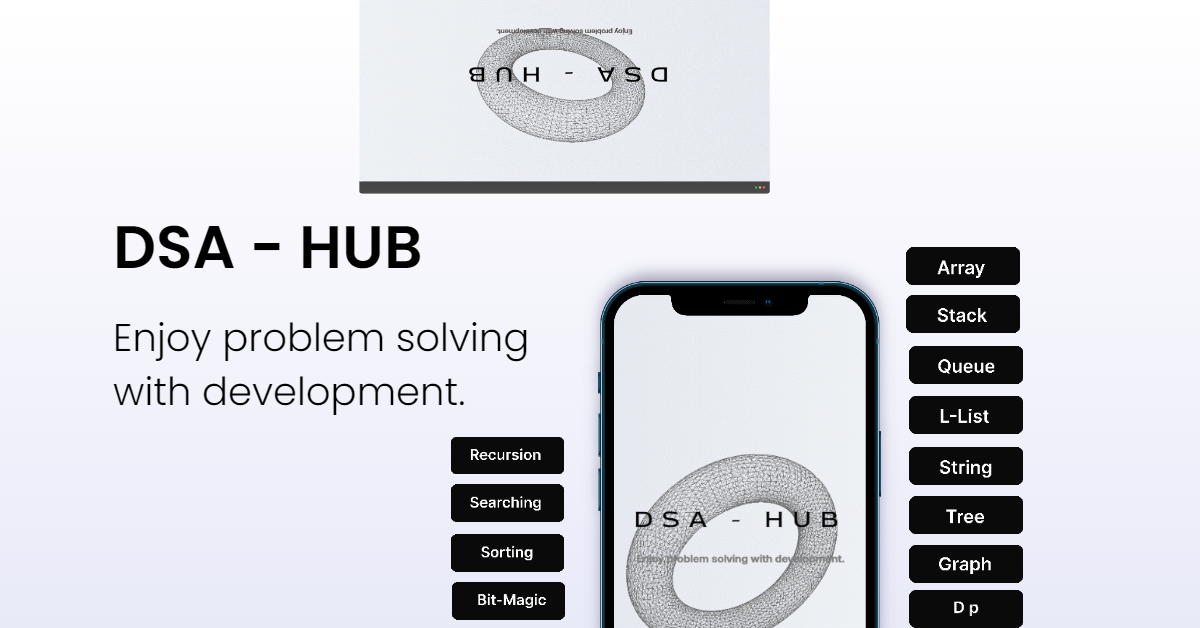 Enjoy problem solving with development.
DSA - HUB
DSA - HUB
Enjoy problem solving
with development.
Recursion
Searching
Sorting
Bit-Magic
DSA - HUB
Enjoy problem solving with development.
Array
Stack
Queue
L-List
String
Tree
Graph
D p